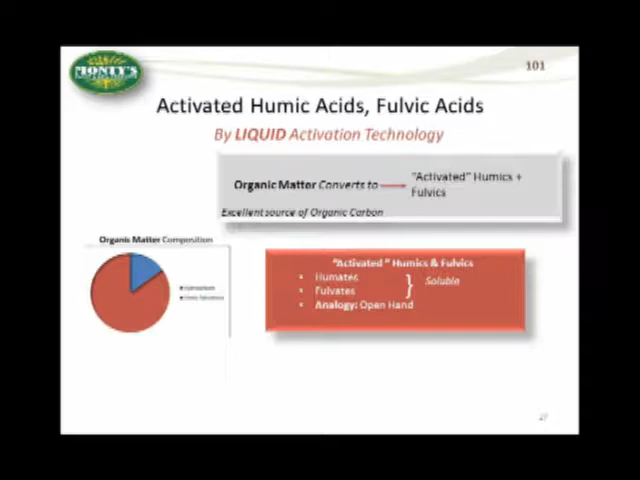 MONTY'S
101
Activated Humic Acids, Fulvic Acids
By LIQUID Activation Technology
Organic Matter Converts to
"Activated" Humics +
Fulvics
Excellent source of Organic Carbon
Organic Matter Composition
"Activated " Humics & Fulvics
• Humates
• Fulvates
Soluble
• Analogy: Open Hand
27